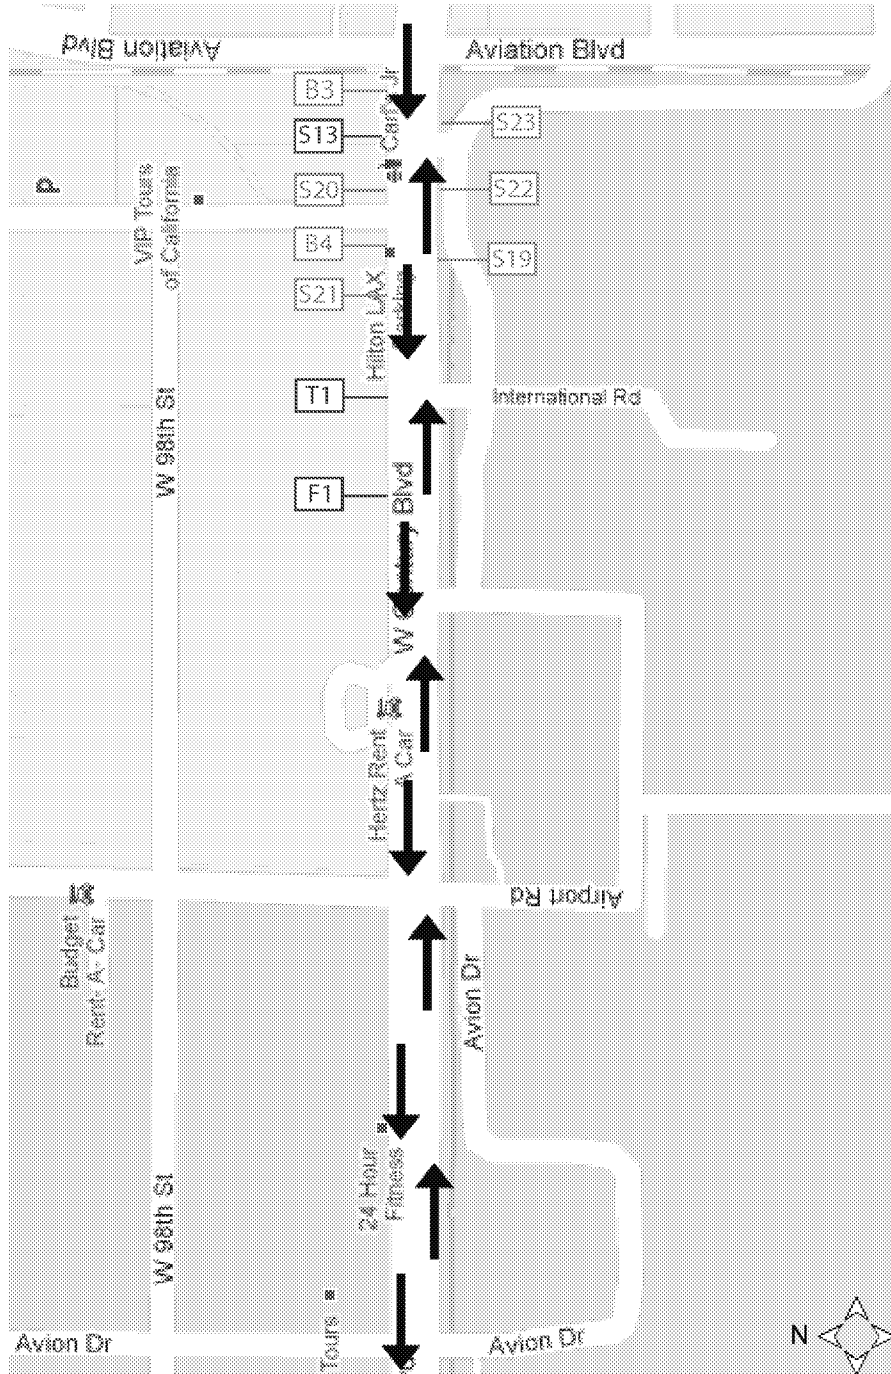 Aviation Blvd
Aviation Blvd
B3
S13
S20
B4
S21
S23
S22
S19
Jr
P
VIP Tours
of California
Hilton LAX
W 98th St
T1
International Rd
F1
Blvd
W
Hertz Rent
A Car
Airport Rd
Budget
Rent- A- Car
Avion Dr
24 Hour
Fitness
W 98th St
Tours
Avion Dr
Avion Dr
N